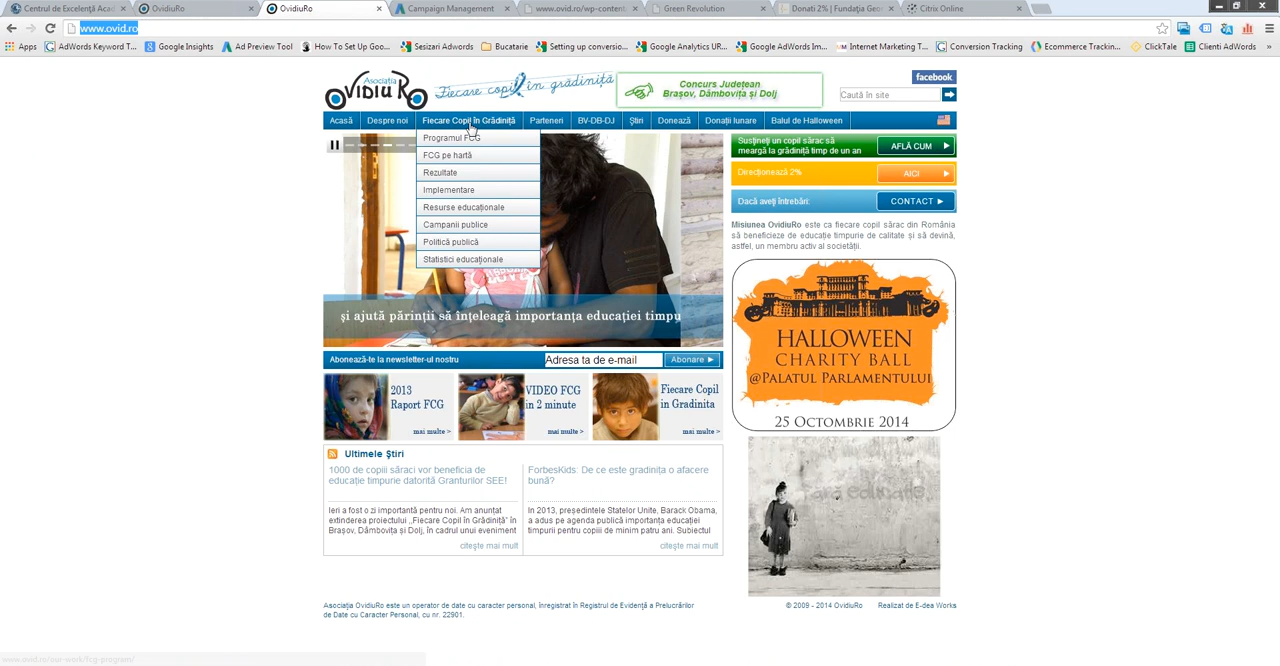 Centrul de Excelență Acad
OvidiuRo
OvidiuRo
Campaign Management
www.ovid.ro/wp-content
Green Revolution
Donati 2% | Fundația Geo
Citrix Online
www.ovid.ro
Apps
AdWords Keyword T...
Google Insights
Ad Preview Tool
How To Set Up Goo...
Sesizari Adwords
Bucatarie
Setting up conversio...
Google Analytics UR...
Google AdWords Im...
Internet Marketing T...
Conversion Tracking
Ecommerce Trackin...
ClickTale
Clienti AdWords
»
Asociația
OVIDIU RO
Fiecare copil în grădiniță
Concurs Județean
Brașov, Dâmbovița și Dolj
facebook
Caută în site
Acasă
Despre noi
Fiecare Copil în Grădiniță
Parteneri
BV-DB-DJ
Știri
Donează
Donații lunare
Balul de Halloween
Programul FCG
FCG pe hartă
Rezultate
Implementare
Resurse educaționale
Campanii publice
Politică publică
Statistici educaționale
și ajută părinții să înțeleagă importanța educației timpu
Susțineți un copil sărac să
meargă la grădiniță timp de un an
AFLĂ CUM
Direcționează 2%
AICI
Dacă aveți întrebări:
CONTACT
Misiunea OvidiuRo este ca fiecare copil sărac din România
să beneficieze de educație timpurie de calitate și să devină,
astfel, un membru activ al societății.
HALLOWEEN
CHARITY BALL
@PALATUL PARLAMENTULUI
25 OCTOMBRIE 2014
Abonează-te la newsletter-ul nostru
Adresa ta de e-mail
Abonare
2013
Raport FCG
mai multe >
VIDEO FCG
in 2 minute
mai multe >
Fiecare Copil
in Gradinita
mai multe >
Ultimele Știri
1000 de copiii săraci vor beneficia de
educație timpurie datorită Granturilor SEE!
Ieri a fost o zi importantă pentru noi. Am anunțat
extinderea proiectului „Fiecare Copil în Grădiniță” în
Brașov, Dâmbovița și Dolj, în cadrul unui eveniment
citește mai mult
ForbesKids: De ce este gradinița o afacere
bună?
In 2013, președintele Statelor Unite, Barack Obama,
a adus pe agenda publică importanța educației
timpurii pentru copiii de minim patru ani. Subiectul
citește mai mult
Fără educație
Asociația OvidiuRo este un operator de date cu caracter personal, înregistrat în Registrul de Evidență a Prelucrărilor
de Date cu Caracter Personal, cu nr. 22901.
© 2009 - 2014 OvidiuRo
Realizat de E-dea Works
www.ovid.ro/our-work/fcg-program/